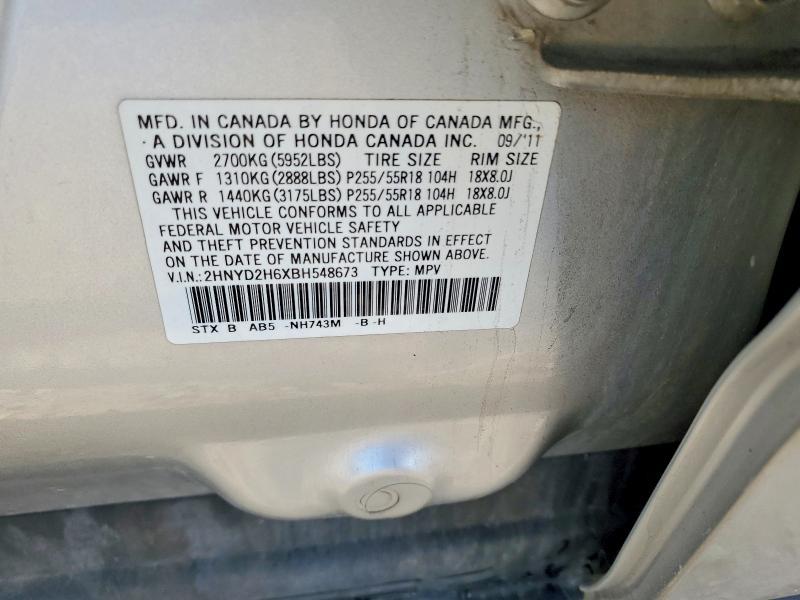 MFD. IN CANADA BY HONDA OF CANADA MFG.,
A DIVISION OF HONDA CANADA INC. 09/'11
GVWR 2700KG(5952LBS) TIRE SIZE RIM SIZE
GAWR F 1310KG(2888LBS) P255/55R18 104H 18X8.0J
GAWR R 1440KG(3175LBS) P255/55R18 104H 18X8.0J
THIS VEHICLE CONFORMS TO ALL APPLICABLE
FEDERAL MOTOR VEHICLE SAFETY
AND THEFT PREVENTION STANDARDS IN EFFECT
ON THE DATE OF MANUFACTURE SHOWN ABOVE.
V.I.N.:2HNYD2H6XBH548673 TYPE: MPV
STX B AB5 -NH743M -B -H